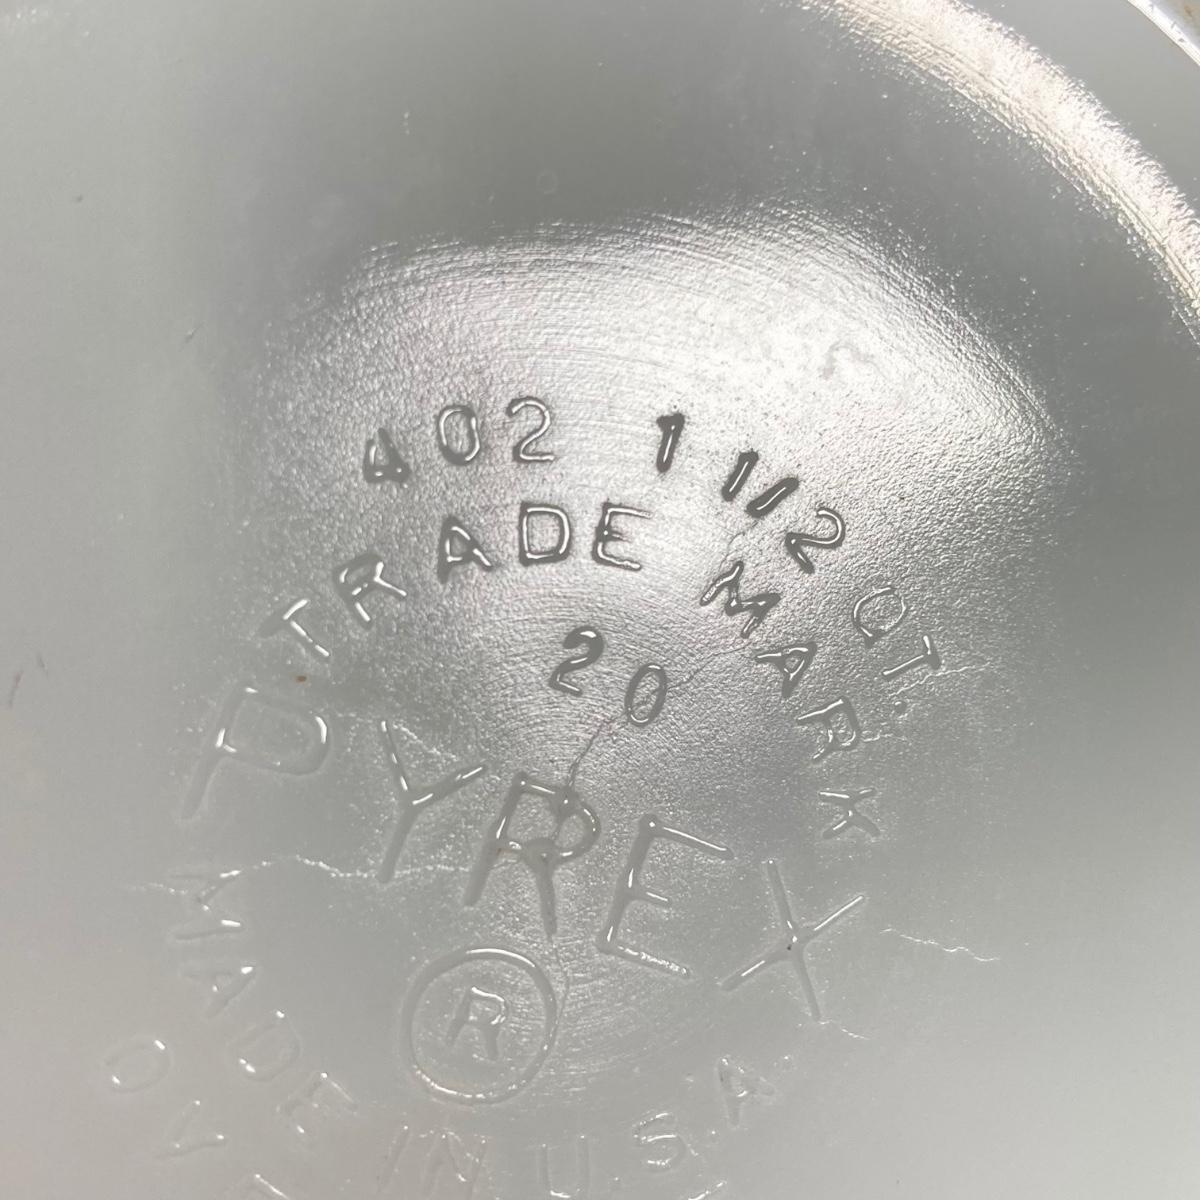 402 1 1/2 QT.
TRADE MARK
20
PYREX
®
MADE IN U.S.A.